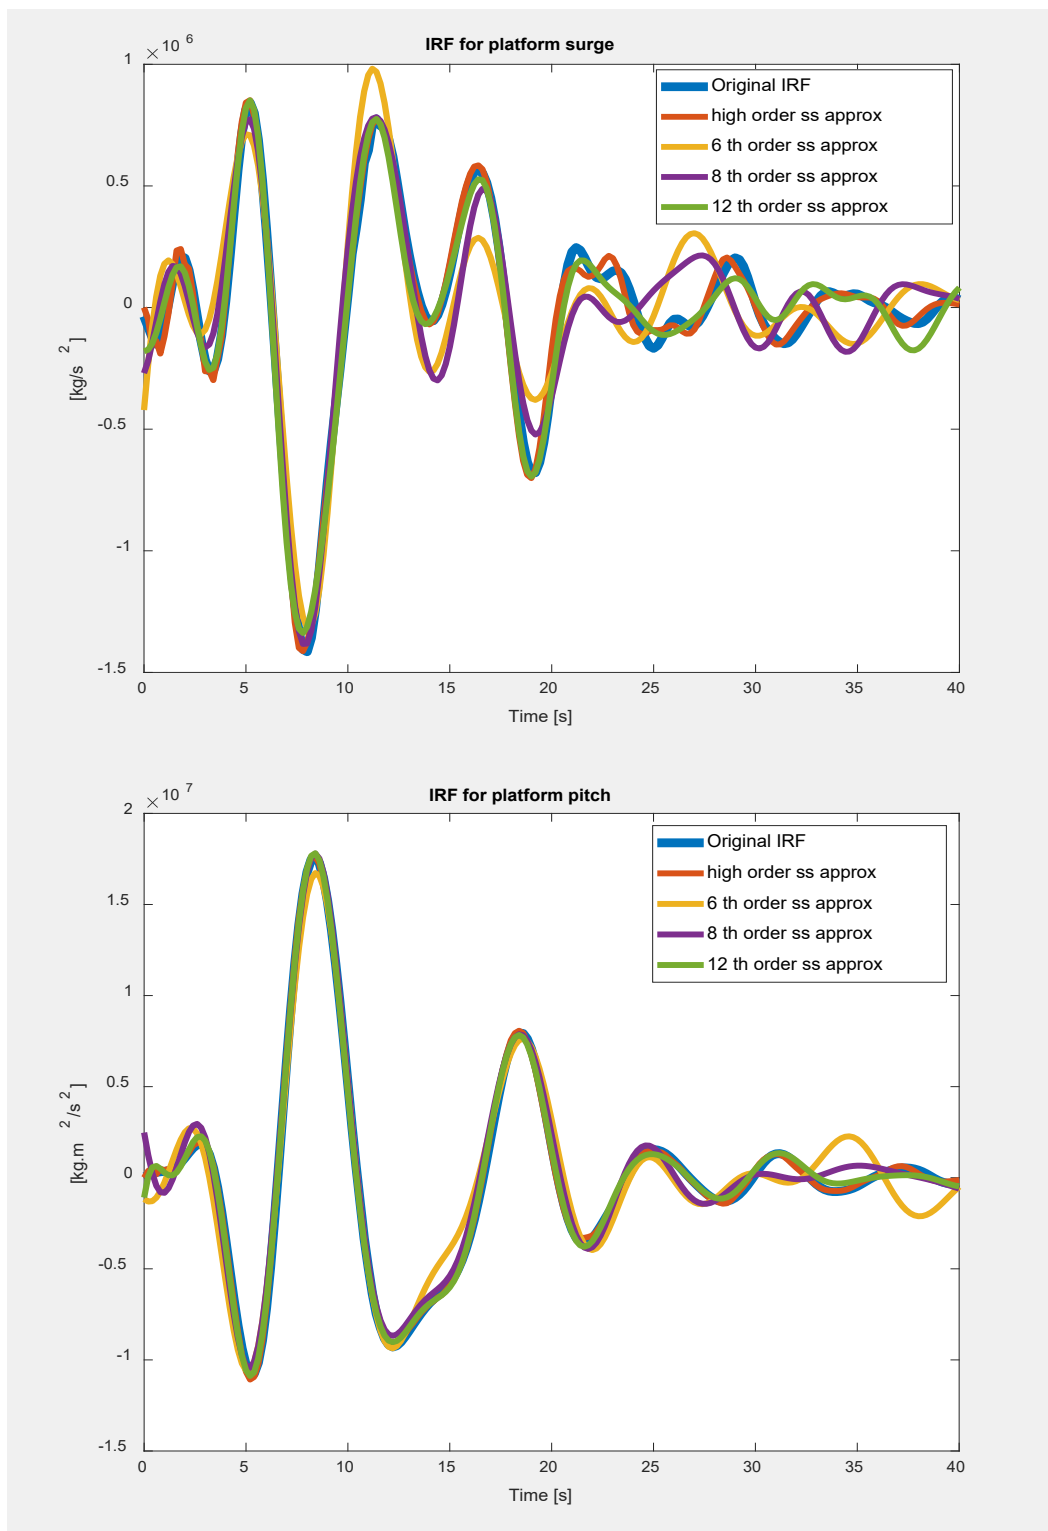 IRF for platform surge
×10 6
1
0.5
0
-0.5
-1
-1.5
[kg/s 2]
0 5 10 15 20 25 30 35 40
Time [s]
Original IRF
high order ss approx
6 th order ss approx
8 th order ss approx
12 th order ss approx
IRF for platform pitch
×10 7
2
1.5
1
0.5
0
-0.5
-1
-1.5
[kg.m 2/s 2]
0 5 10 15 20 25 30 35 40
Time [s]
Original IRF
high order ss approx
6 th order ss approx
8 th order ss approx
12 th order ss approx